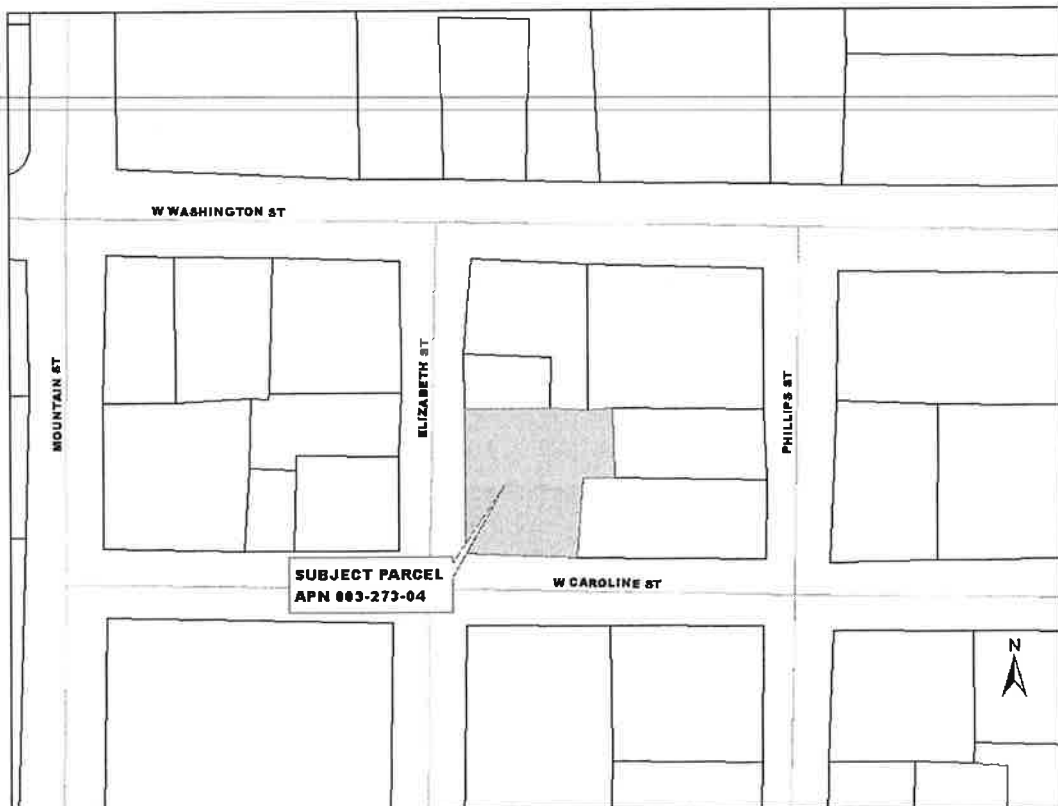 W WASHINGTON ST
MOUNTAIN ST
ELIZABETH ST
PHILLIPS ST
SUBJECT PARCEL
APN 003-273-04
W CAROLINE ST
N